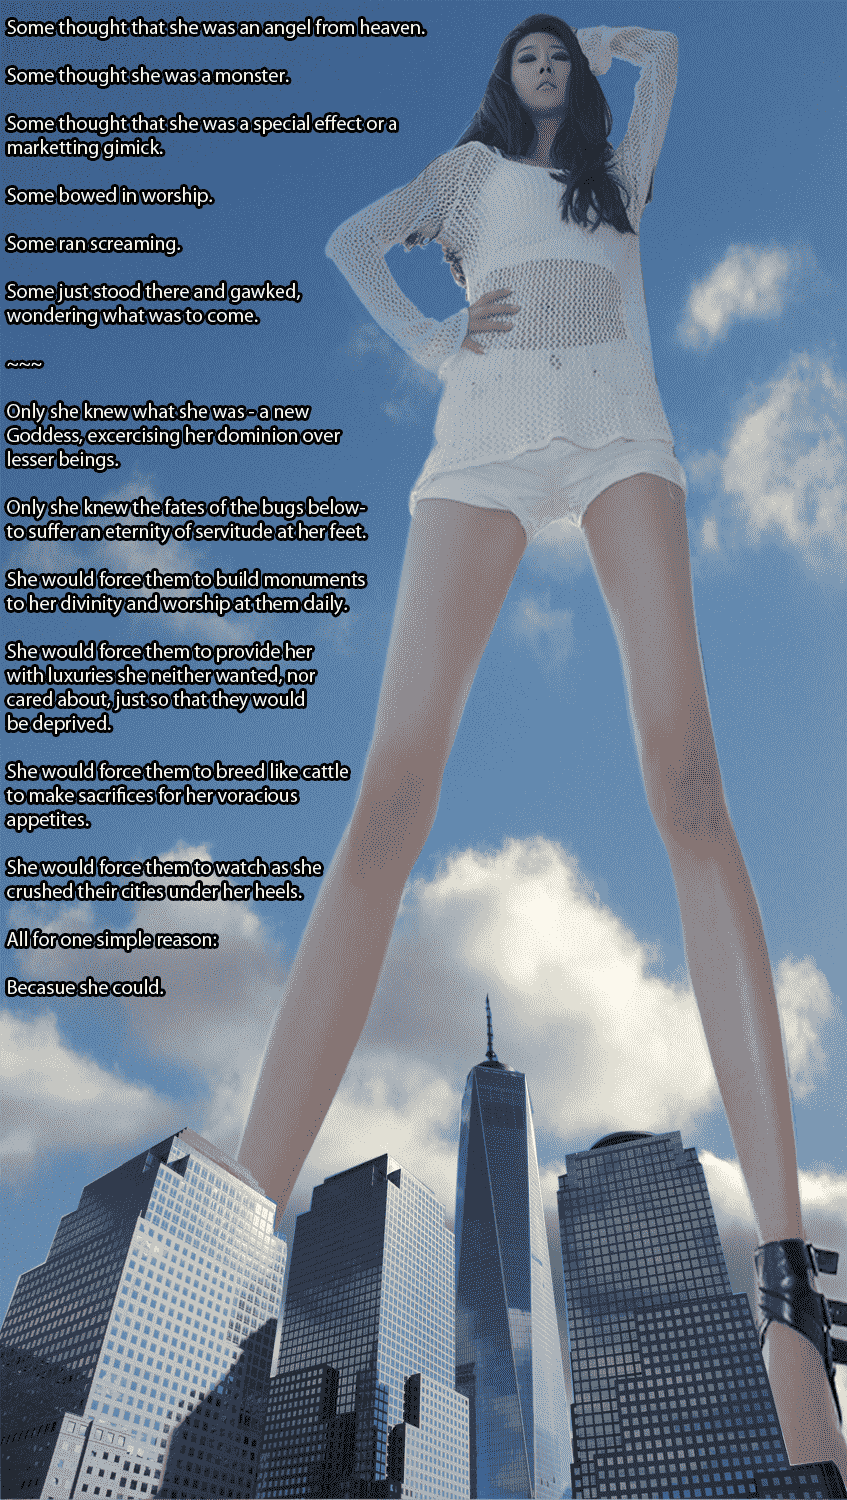 Some thought that she was an angel from heaven.
Some thought she was a monster.
Some thought that she was a special effect or a
marketting gimick.
Some bowed in worship.
Some ran screaming.
Some just stood there and gawked,
wondering what was to come.
~~~
Only she knew what she was - a new
Goddess, excercising her dominion over
lesser beings.
Only she knew the fates of the bugs below-
to suffer an eternity of servitude at her feet.
She would force them to build monuments
to her divinity and worship at them daily.
She would force them to provide her
with luxuries she neither wanted, nor
cared about, just so that they would
be deprived.
She would force them to breed like cattle
to make sacrifices for her voracious
appetites.
She would force them to watch as she
crushed their cities under her heels.
All for one simple reason:
Becasue she could.